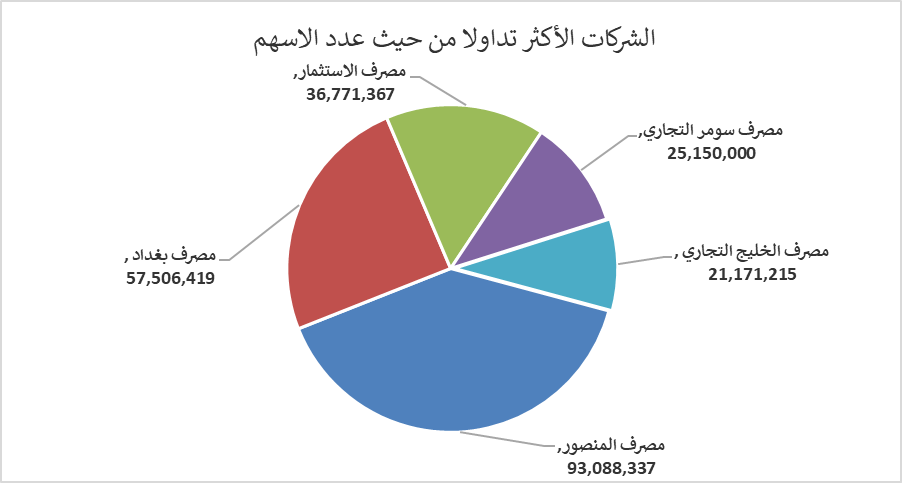 الشركات الأكثر تداولا من حيث عدد الاسهم
مصرف الاستثمار,
36,771,367
مصرف سومر التجاري,
25,150,000
مصرف الخليج التجاري ,
21,171,215
مصرف بغداد ,
57,506,419
مصرف المنصور,
93,088,337